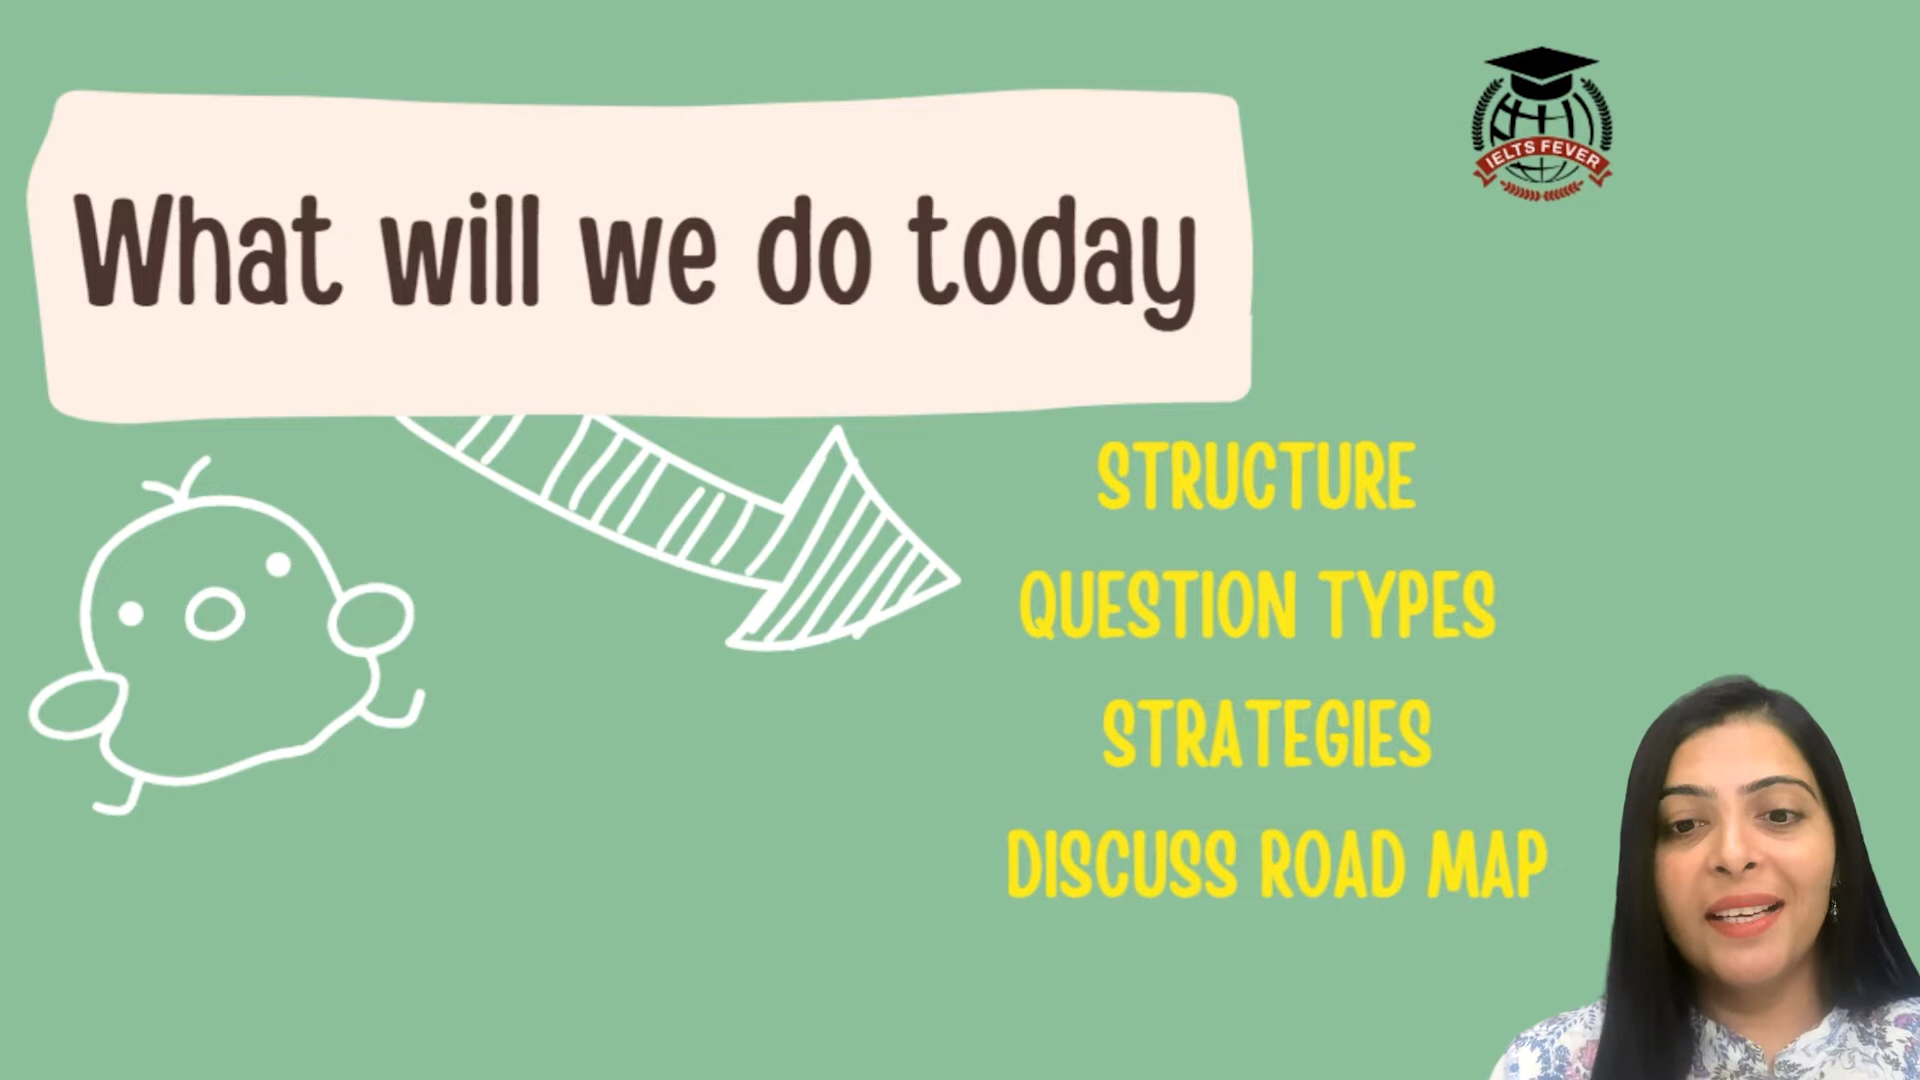 IELTS FEVER
What will we do today
STRUCTURE
QUESTION TYPES
STRATEGIES
DISCUSS ROAD MAP